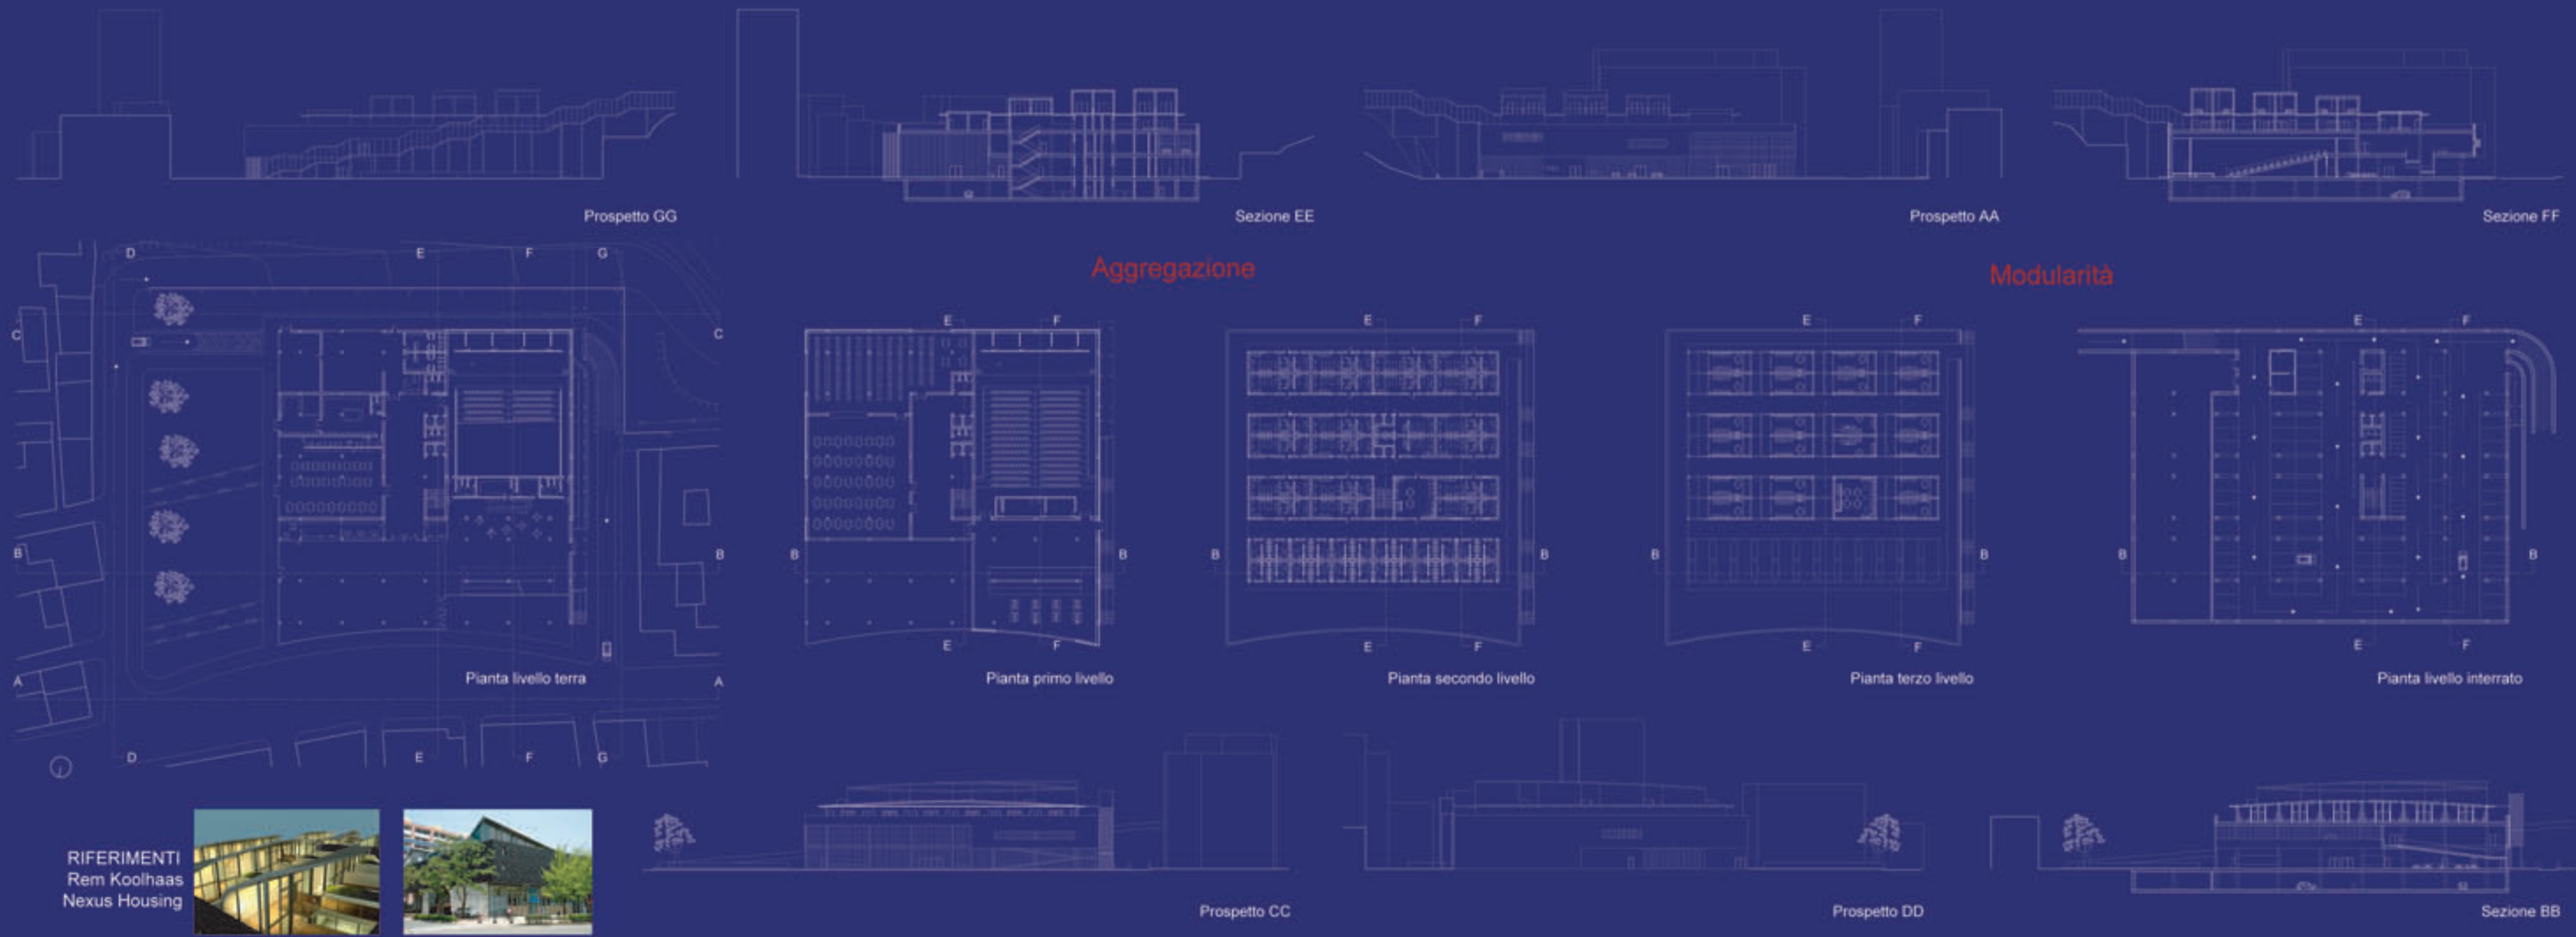 Prospetto GG
Sezione EE
Prospetto AA
Sezione FF
D
E
F
G
Aggregazione
Modularità
C
C
E
F
E
F
E
F
E
F
B
B
B
B
B
B
B
B
B
B
E
F
E
F
E
F
E
F
A
A
Pianta livello terra
Pianta primo livello
Pianta secondo livello
Pianta terzo livello
Pianta livello interrato
D
E
F
G
RIFERIMENTI
Rem Koolhaas
Nexus Housing
Prospetto CC
Prospetto DD
Sezione BB